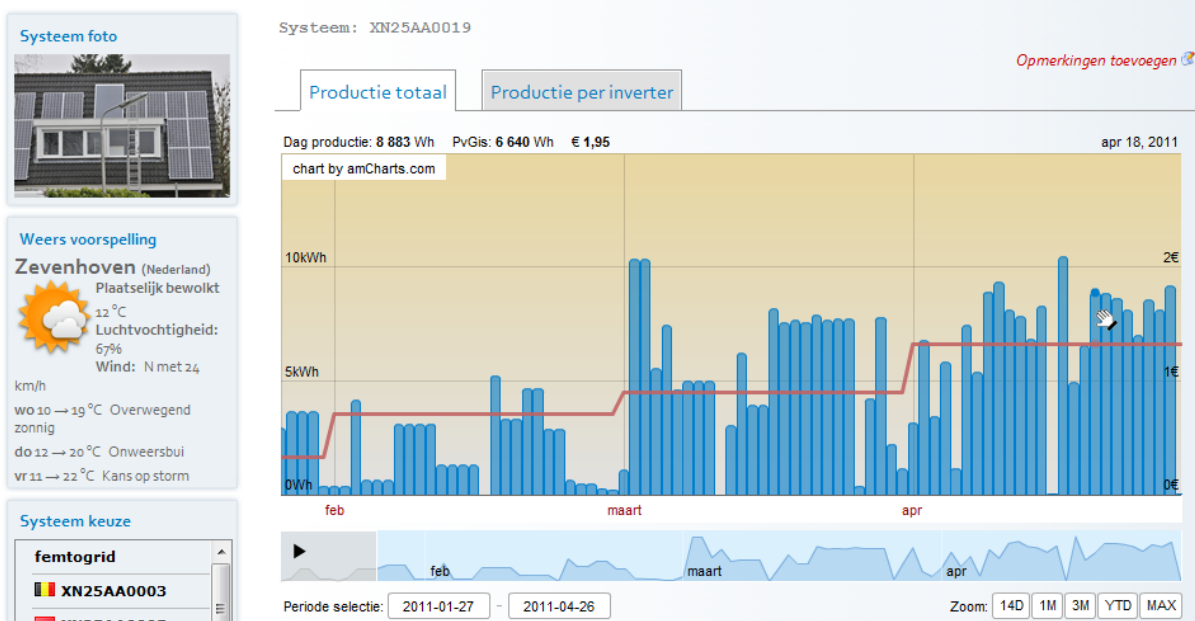 Systeem foto
Systeem: XN25AA0019
Opmerkingen toevoegen
Productie totaal
Productie per inverter
Dag productie: 8 883 Wh PvGis: 6 640 Wh € 1,95
apr 18, 2011
chart by amCharts.com
10kWh
2€
5kWh
1€
0Wh
0€
feb
maart
apr
feb
maart
apr
Periode selectie: 2011-01-27 - 2011-04-26
Zoom: 14D 1M 3M YTD MAX
Weers voorspelling
Zevenhoven (Nederland)
Plaatselijk bewolkt
12 °C
Luchtvochtigheid:
67%
Wind: N met 24
km/h
wo 10 → 19 °C Overwegend
zonnig
do 12 → 20 °C Onweersbui
vr 11 → 22 °C Kans op storm
Systeem keuze
femtogrid
XN25AA0003